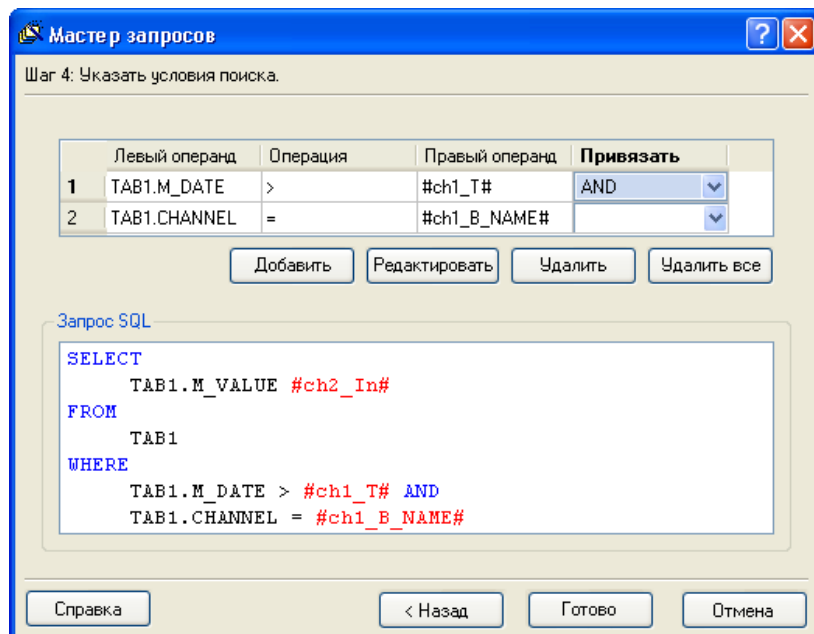 Мастер запросов
Шаг 4: Указать условия поиска.
Левый операнд Операция Правый операнд Привязать
1 TAB1.M_DATE > #ch1_T# AND
2 TAB1.CHANNEL = #ch1_B_NAME#
Добавить Редактировать Удалить Удалить все
Запрос SQL
SELECT
TAB1.M_VALUE #ch2_In#
FROM
TAB1
WHERE
TAB1.M_DATE > #ch1_T# AND
TAB1.CHANNEL = #ch1_B_NAME#
Справка < Назад Готово Отмена